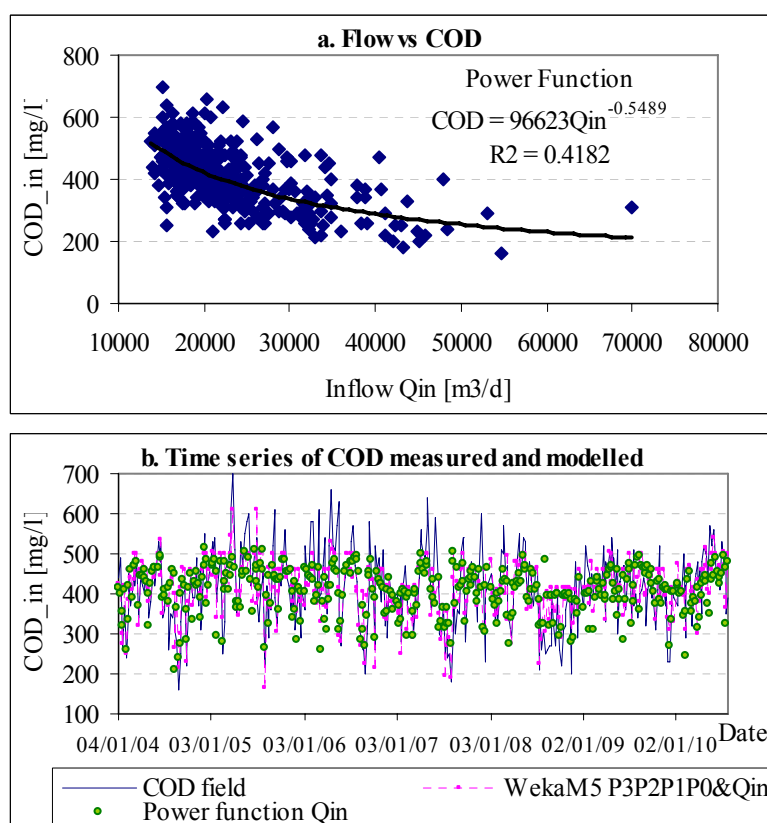 a. Flow vs COD
800
600
400
200
0
COD_in [mg/l]
Power Function
COD = 96623Qin-0.5489
R2 = 0.4182
10000 20000 30000 40000 50000 60000 70000 80000
Inflow Qin [m3/d]
b. Time series of COD measured and modelled
700
600
500
400
300
200
100
COD_in [mg/l]
04/01/04 03/01/05 03/01/06 03/01/07 03/01/08 02/01/09 02/01/10 Date
COD field
WekaM5 P3P2P1P0&Qin
Power function Qin